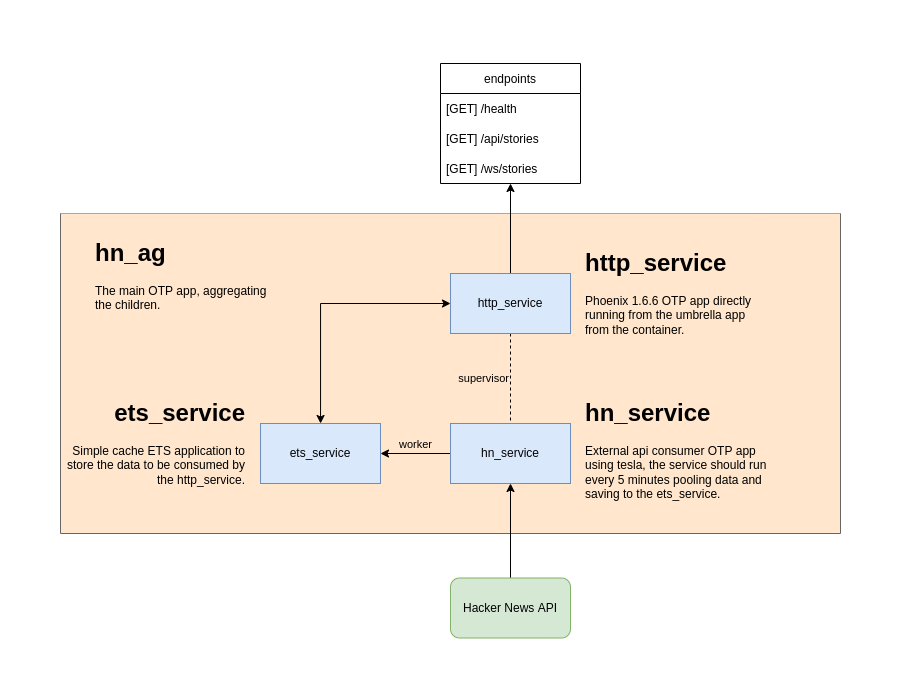 endpoints
[GET] /health
[GET] /api/stories
[GET] /ws/stories
hn_ag
The main OTP app, aggregating
the children.
http_service
http_service
Phoenix 1.6.6 OTP app directly
running from the umbrella app
from the container.
supervisor
ets_service
Simple cache ETS application to
store the data to be consumed by
the http_service.
ets_service
worker
hn_service
hn_service
External api consumer OTP app
using tesla, the service should run
every 5 minutes pooling data and
saving to the ets_service.
Hacker News API